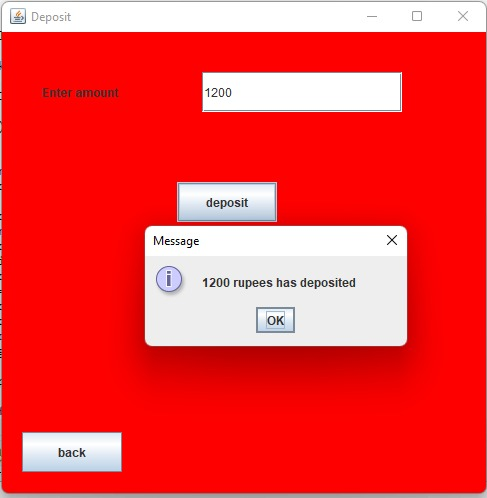 Deposit
Enter amount
1200
deposit
Message
1200 rupees has deposited
OK
back